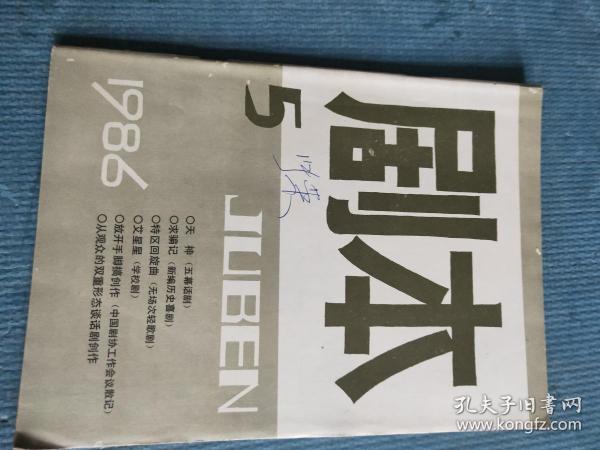 剧本
5
1986
JUBEN
○天神（五幕话剧）
○求骗记（新编历史喜剧）
○特区回旋曲（无场次轻歌剧）
○艾星星（学校剧）
○放开手脚搞创作（中国剧协工作会议散记）
○从观众的双重形态谈话剧创作
孔夫子旧书网
www.kongfz.com